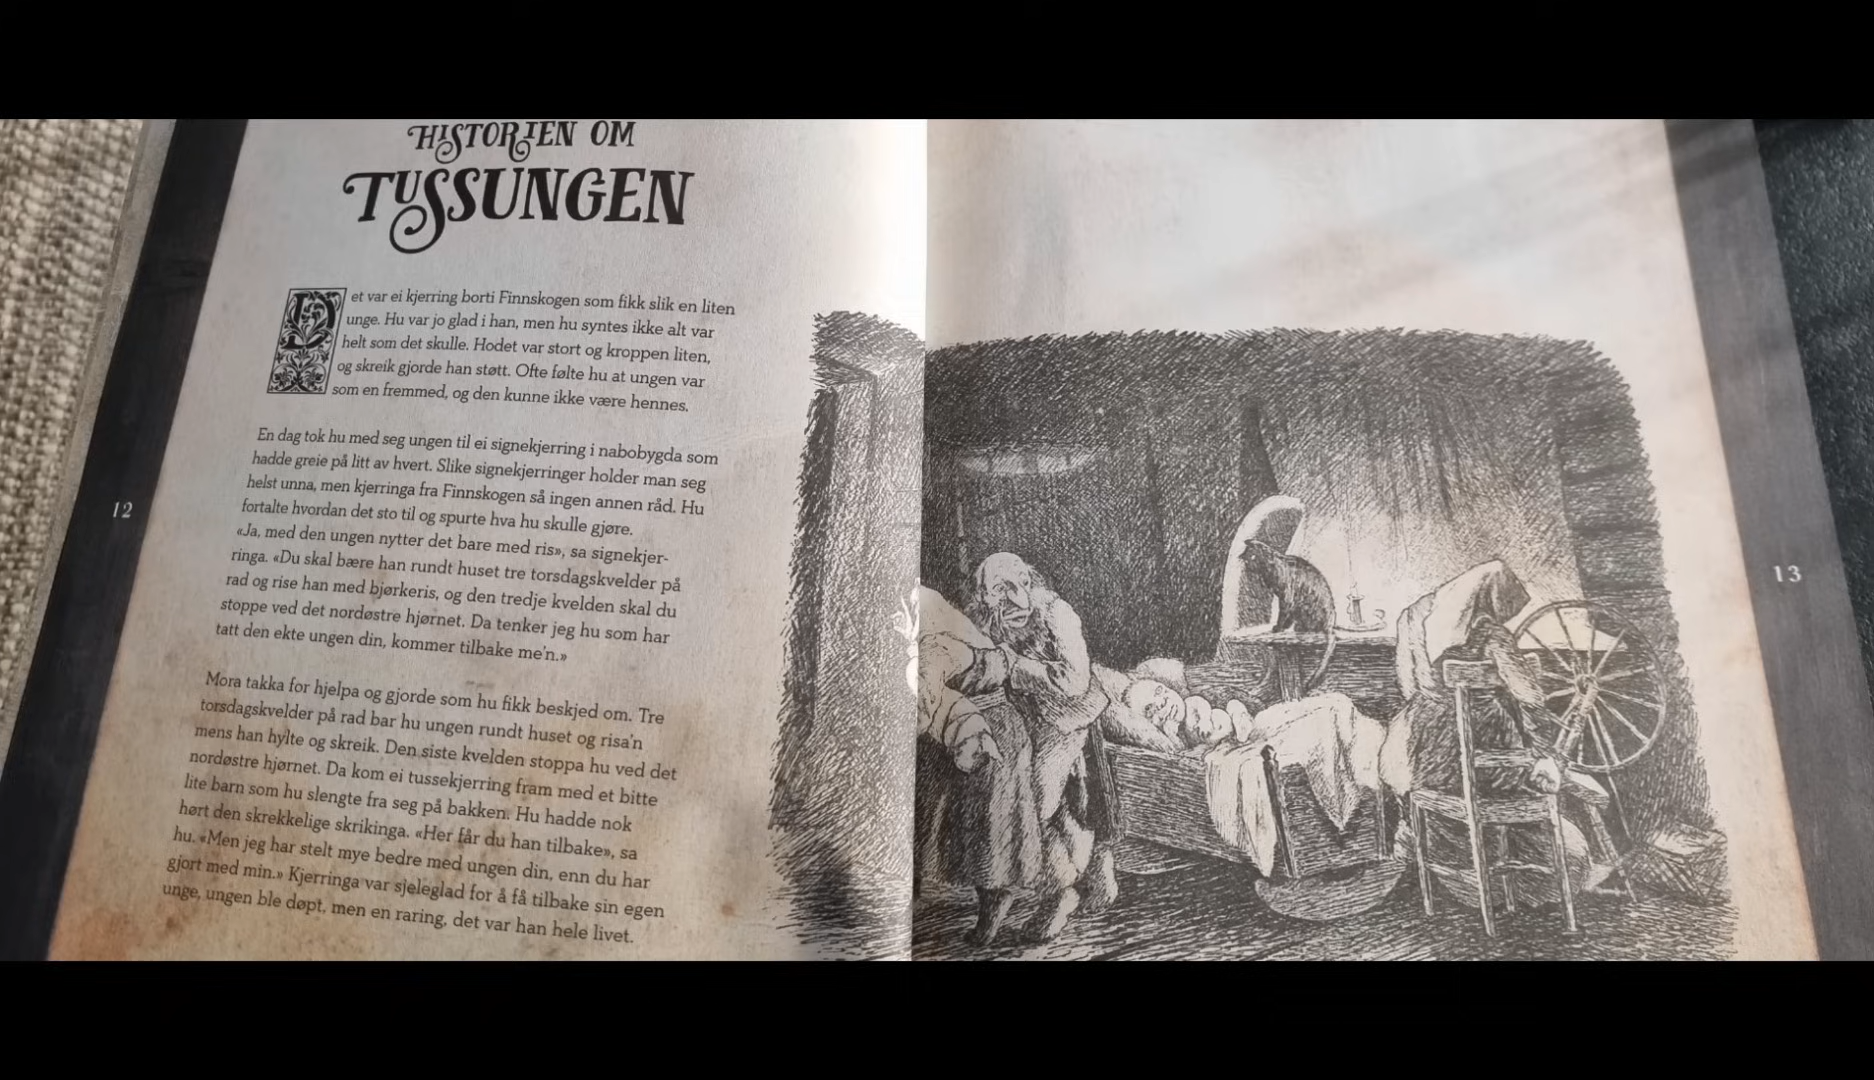 HISTORIEN OM
TUSSUNGEN
Det var ei kjerring borti Finnskogen som fikk slik en liten
unge. Hu var jo glad i han, men hu syntes ikke alt var
helt som det skulle. Hodet var stort og kroppen liten,
og skreik gjorde han støtt. Ofte følte hu at ungen var
som en fremmed, og den kunne ikke være hennes.
En dag tok hu med seg ungen til ei signekjerring i nabobygda som
hadde greie på litt av hvert. Slike signekjerringer holder man seg
helst unna, men kjerringa fra Finnskogen så ingen annen råd. Hu
fortalte hvordan det sto til og spurte hva hu skulle gjøre.
«Ja, med den ungen nytter det bare med ris», sa signekjer-
ringa. «Du skal bære han rundt huset tre torsdagskvelder på
rad og rise han med bjørkeris, og den tredje kvelden skal du
stoppe ved det nordøstre hjørnet. Da tenker jeg hu som har
tatt den ekte ungen din, kommer tilbake me'n.»
Mora takka for hjelpa og gjorde som hu fikk beskjed om. Tre
torsdagskvelder på rad bar hu ungen rundt huset og risa'n
mens han hylte og skreik. Den siste kvelden stoppa hu ved det
nordøstre hjørnet. Da kom ei tussekjerring fram med et bitte
lite barn som hu slengte fra seg på bakken. Hu hadde nok
hørt den skrekkelige skrikinga. «Her får du han tilbake», sa
hu. «Men jeg har stelt mye bedre med ungen din, enn du har
gjort med min.» Kjerringa var sjeleglad for å få tilbake sin egen
unge, ungen ble døpt, men en raring, det var han hele livet.
12
13